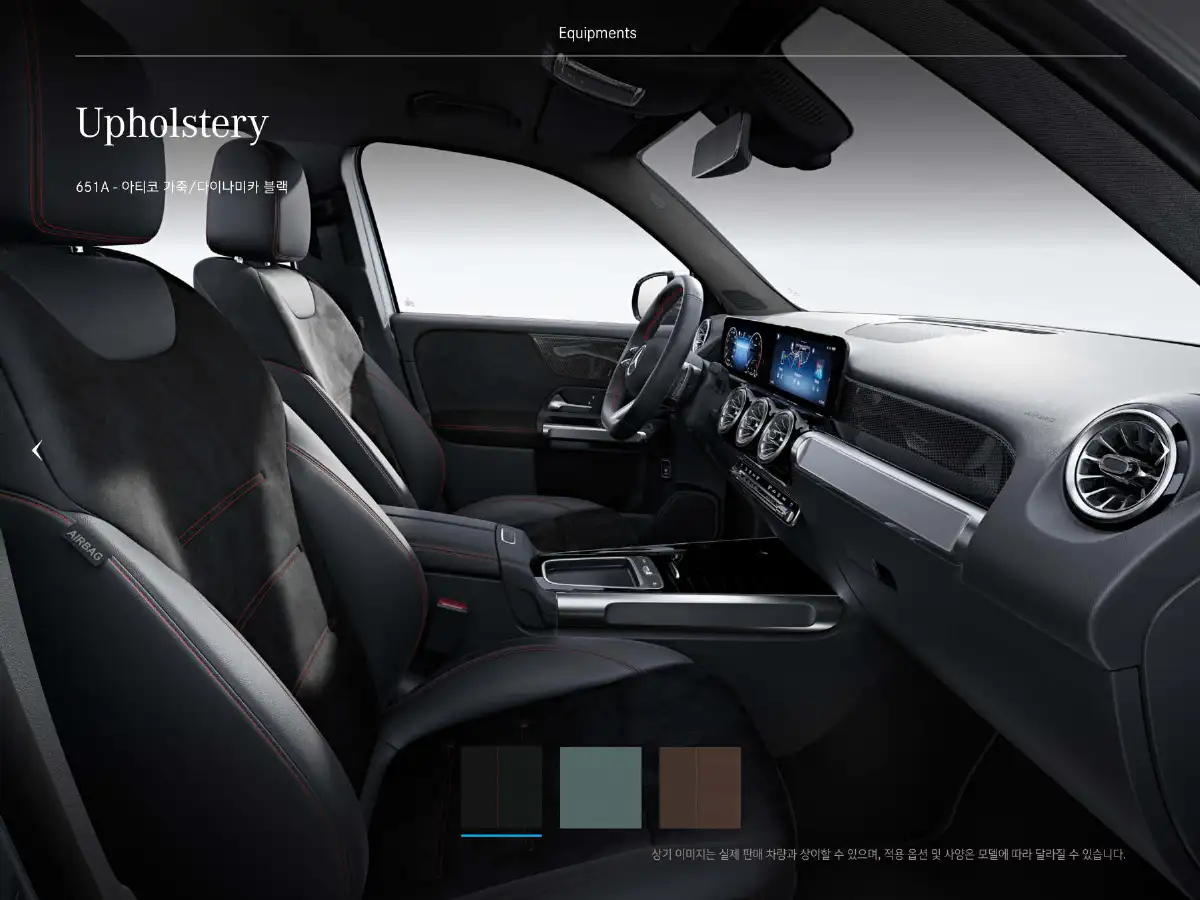 Equipments
Upholstery
651A - 아티코 가죽/다이나미카 블랙
AIRBAG
AIRBAG
상기 이미지는 실제 판매 차량과 상이할 수 있으며, 적용 옵션 및 사양은 모델에 따라 달라질 수 있습니다.